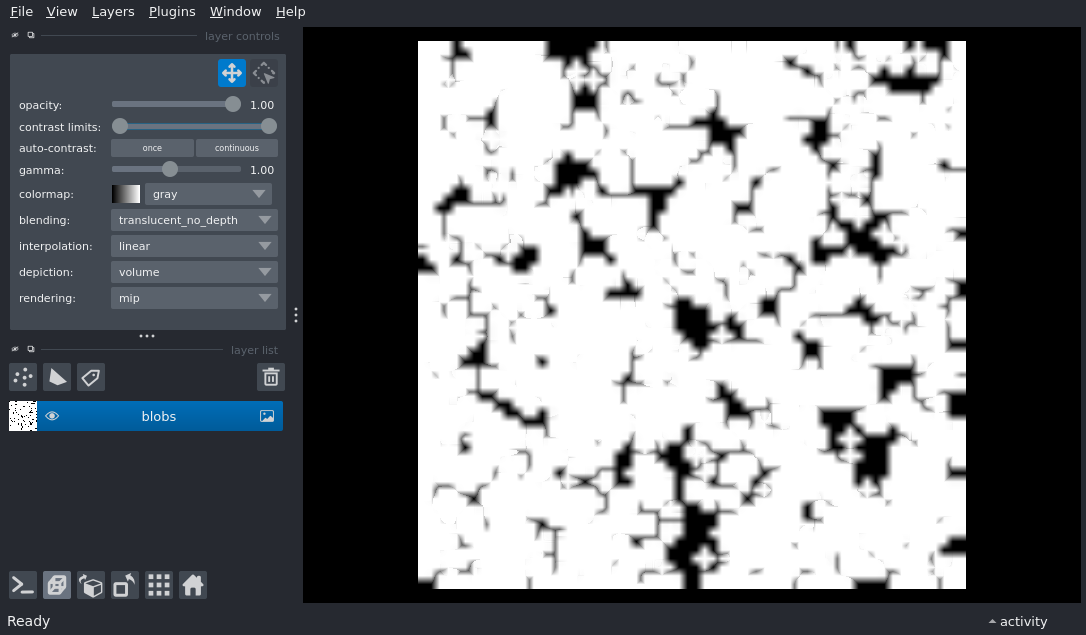 File View Layers Plugins Window Help
layer controls
opacity: 1.00
contrast limits:
auto-contrast: once continuous
gamma: 1.00
colormap: gray
blending: translucent_no_depth
interpolation: linear
depiction: volume
rendering: mip
layer list
blobs
Ready activity